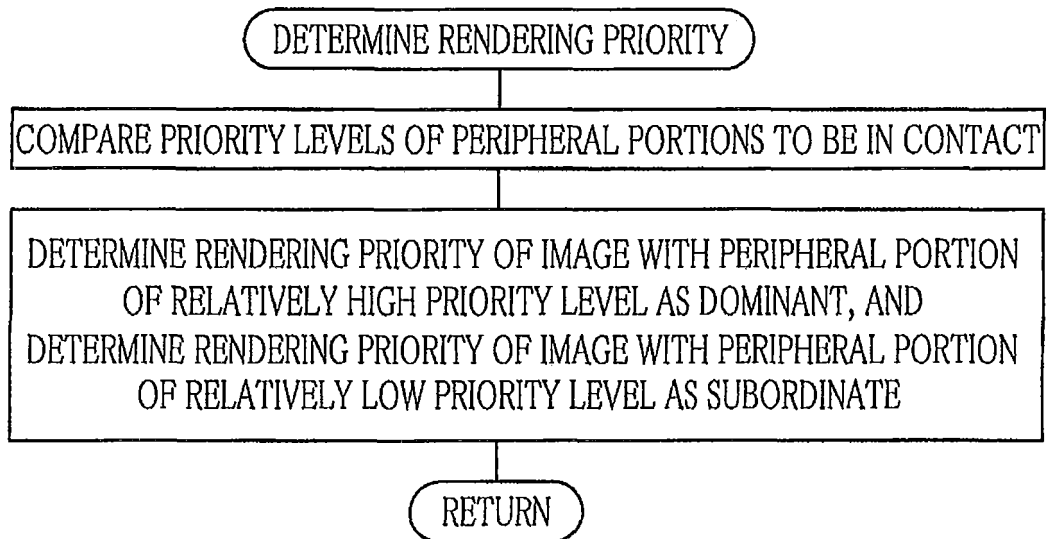 DETERMINE RENDERING PRIORITY
COMPARE PRIORITY LEVELS OF PERIPHERAL PORTIONS TO BE IN CONTACT
DETERMINE RENDERING PRIORITY OF IMAGE WITH PERIPHERAL PORTION
OF RELATIVELY HIGH PRIORITY LEVEL AS DOMINANT, AND
DETERMINE RENDERING PRIORITY OF IMAGE WITH PERIPHERAL PORTION
OF RELATIVELY LOW PRIORITY LEVEL AS SUBORDINATE
RETURN